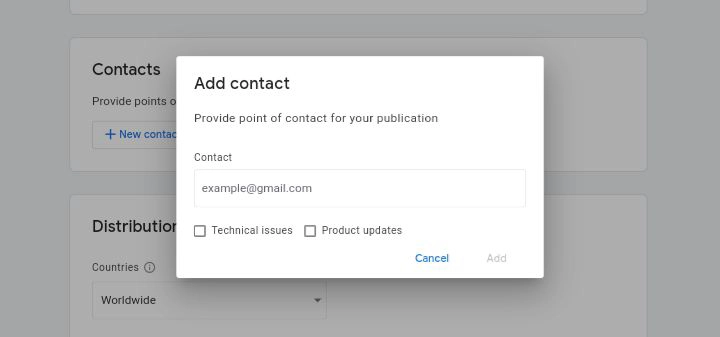 Contacts
Provide points o
+ New contac
Add contact
Provide point of contact for your publication
Contact
example@gmail.com
Technical issues
Product updates
Cancel
Add
Distribution
Countries
Worldwide